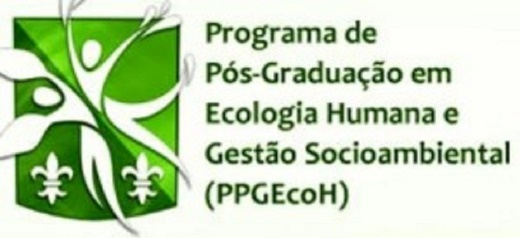 Programa de
Pós-Graduação em
Ecologia Humana e
Gestão Socioambiental
(PPGEcoH)